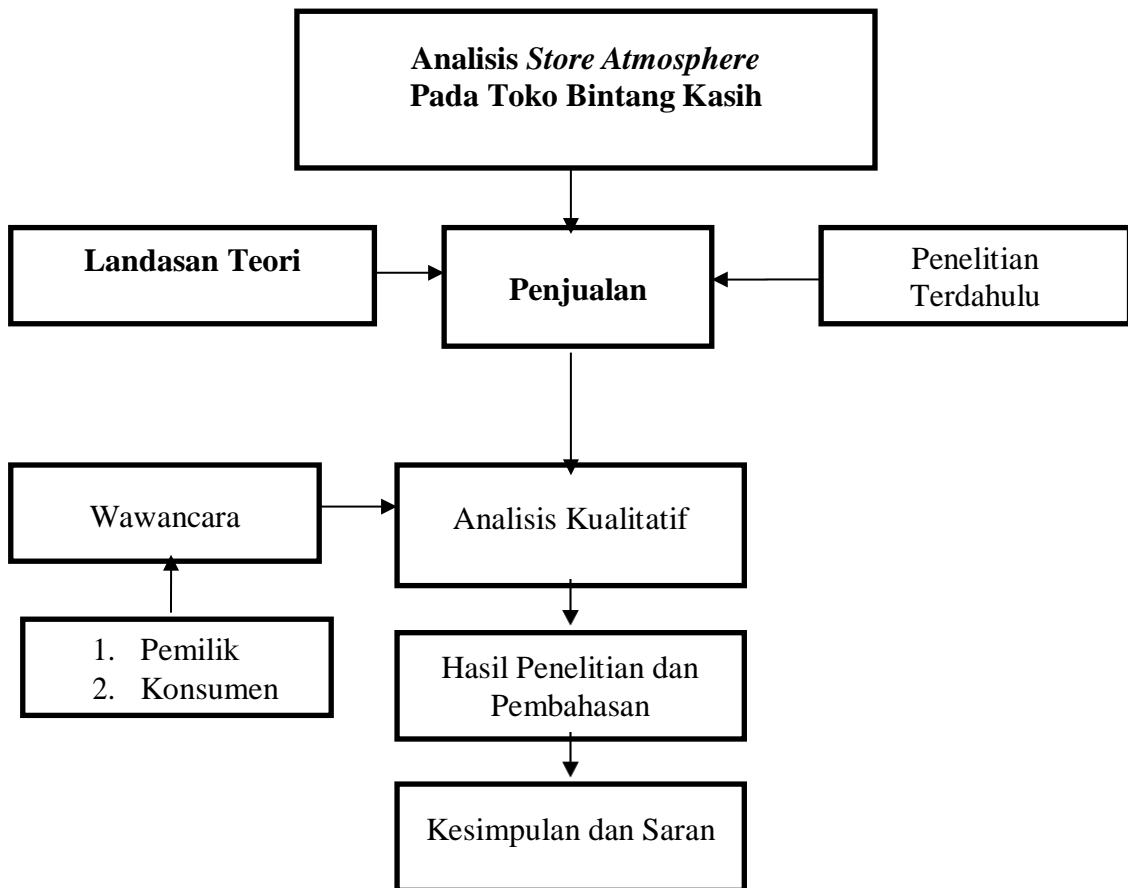 Analisis Store Atmosphere
Pada Toko Bintang Kasih
Landasan Teori
Penjualan
Penelitian
Terdahulu
Wawancara
Analisis Kualitatif
1. Pemilik
2. Konsumen
Hasil Penelitian dan
Pembahasan
Kesimpulan dan Saran